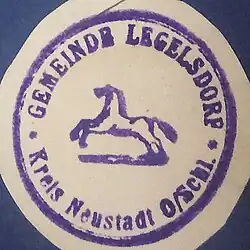 GEMEINDE LEGELSDORF
* Kreis Neustadt O/Schl. *